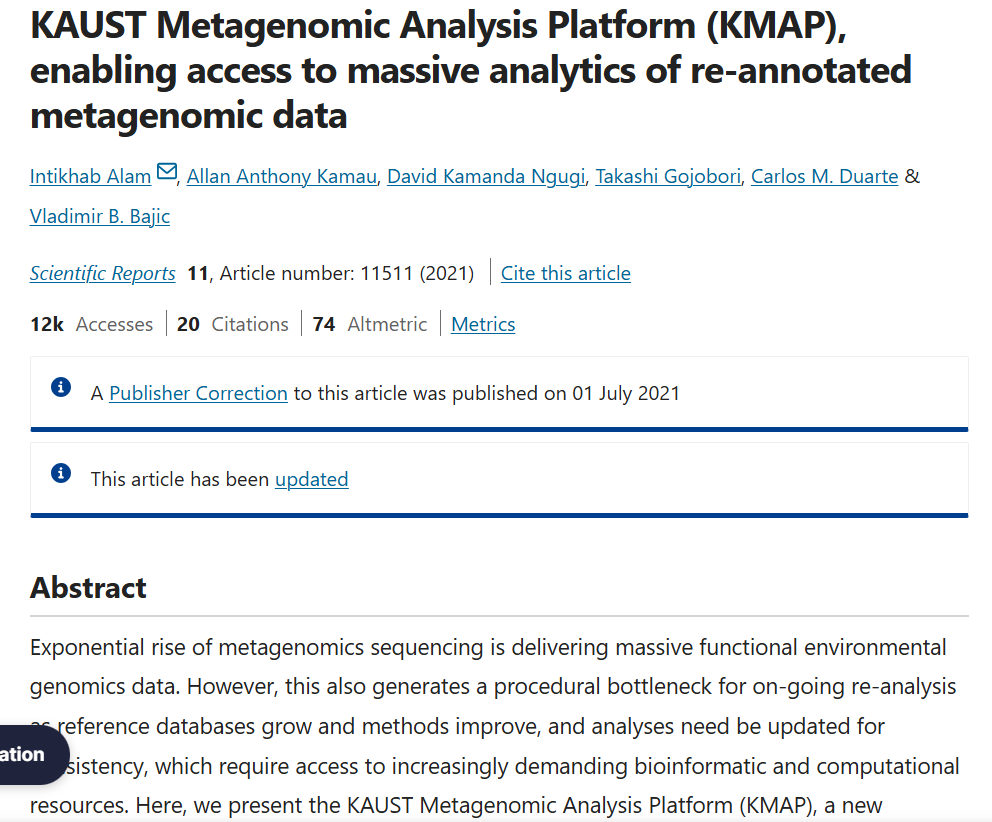 KAUST Metagenomic Analysis Platform (KMAP),
enabling access to massive analytics of re-annotated
metagenomic data
Intikhab Alam, Allan Anthony Kamau, David Kamanda Ngugi, Takashi Gojobori, Carlos M. Duarte &
Vladimir B. Bajic
Scientific Reports 11, Article number: 11511 (2021) Cite this article
12k Accesses 20 Citations 74 Altmetric Metrics
A Publisher Correction to this article was published on 01 July 2021
This article has been updated
Abstract
Exponential rise of metagenomics sequencing is delivering massive functional environmental
genomics data. However, this also generates a procedural bottleneck for on-going re-analysis
as reference databases grow and methods improve, and analyses need be updated for
ation sistency, which require access to increasingly demanding bioinformatic and computational
resources. Here, we present the KAUST Metagenomic Analysis Platform (KMAP), a new